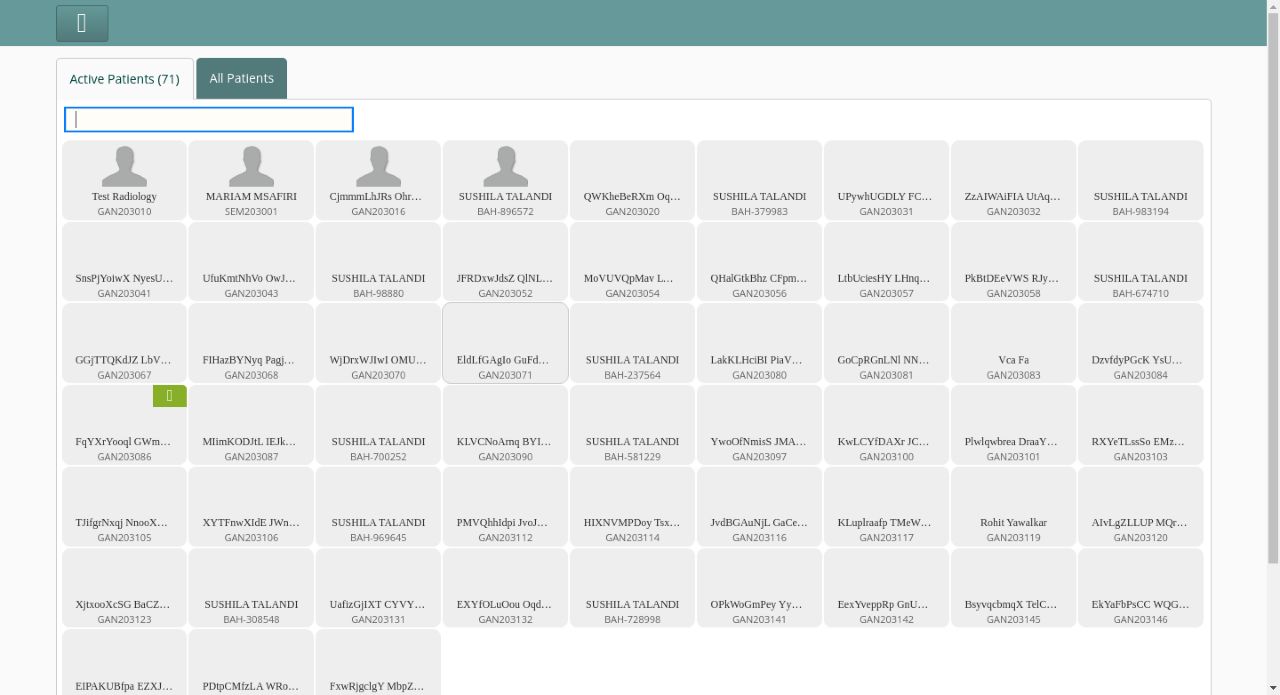 Active Patients (71)
All Patients
Test Radiology
GAN203010
MARIAM MSAFIRI
SEM203001
CjmmmLhJRs Ohr…
GAN203016
SUSHILA TALANDI
BAH-896572
QWKheBeRXm Oq…
GAN203020
SUSHILA TALANDI
BAH-379983
UPywhUGDLY FC…
GAN203031
ZzAIWAiFIA UtAq…
GAN203032
SUSHILA TALANDI
BAH-983194
SnsPjYoiwX NyesU…
GAN203041
UfuKmtNhVo OwJ…
GAN203043
SUSHILA TALANDI
BAH-98880
JFRDxwJdsZ QlNL…
GAN203052
MoVUVQpMav L…
GAN203054
QHalGtkBhz CFpm…
GAN203056
LtbUciesHY LHnq…
GAN203057
PkBtDEeVWS RJy…
GAN203058
SUSHILA TALANDI
BAH-674710
GGjTTQKdJZ LbV…
GAN203067
FIHazBYNyq Pagj…
GAN203068
WjDrxWJIwI OMU…
GAN203070
EldLfGAgIo GuFd…
GAN203071
SUSHILA TALANDI
BAH-237564
LakKLHciBI PiaV…
GAN203080
GoCpRGnLNl NN…
GAN203081
Vca Fa
GAN203083
DzvfdyPGcK YsU…
GAN203084
FqYXrYooql GWm…
GAN203086
MIimKODJtL IEJk…
GAN203087
SUSHILA TALANDI
BAH-700252
KLVCNoArnq BYI…
GAN203090
SUSHILA TALANDI
BAH-581229
YwoOfNmisS JMA…
GAN203097
KwLCYfDAXr JC…
GAN203100
Plwlqwbrea DraaY…
GAN203101
RXYeTLssSo EMz…
GAN203103
TJifgrNxqj NnooX…
GAN203105
XYTFnwXIdE JWn…
GAN203106
SUSHILA TALANDI
BAH-969645
PMVQhhIdpi JvoJ…
GAN203112
HIXNVMPDoy Tsx…
GAN203114
JvdBGAuNjL GaCe…
GAN203116
KLuplraafp TMeW…
GAN203117
Rohit Yawalkar
GAN203119
AIvLgZLLUP MQr…
GAN203120
XjtxooXcSG BaCZ…
GAN203123
SUSHILA TALANDI
BAH-308548
UafizGjIXT CYVY…
GAN203131
EXYfOLuOou Oqd…
GAN203132
SUSHILA TALANDI
BAH-728998
OPkWoGmPey Yy…
GAN203141
EexYveppRp GnU…
GAN203142
BsyvqcbmqX TelC…
GAN203145
EkYaFbPsCC WQG…
GAN203146
EIPAKUBfpa EZXJ…
PDtpCMfzLA WRo…
FxwRjgclgY MbpZ…